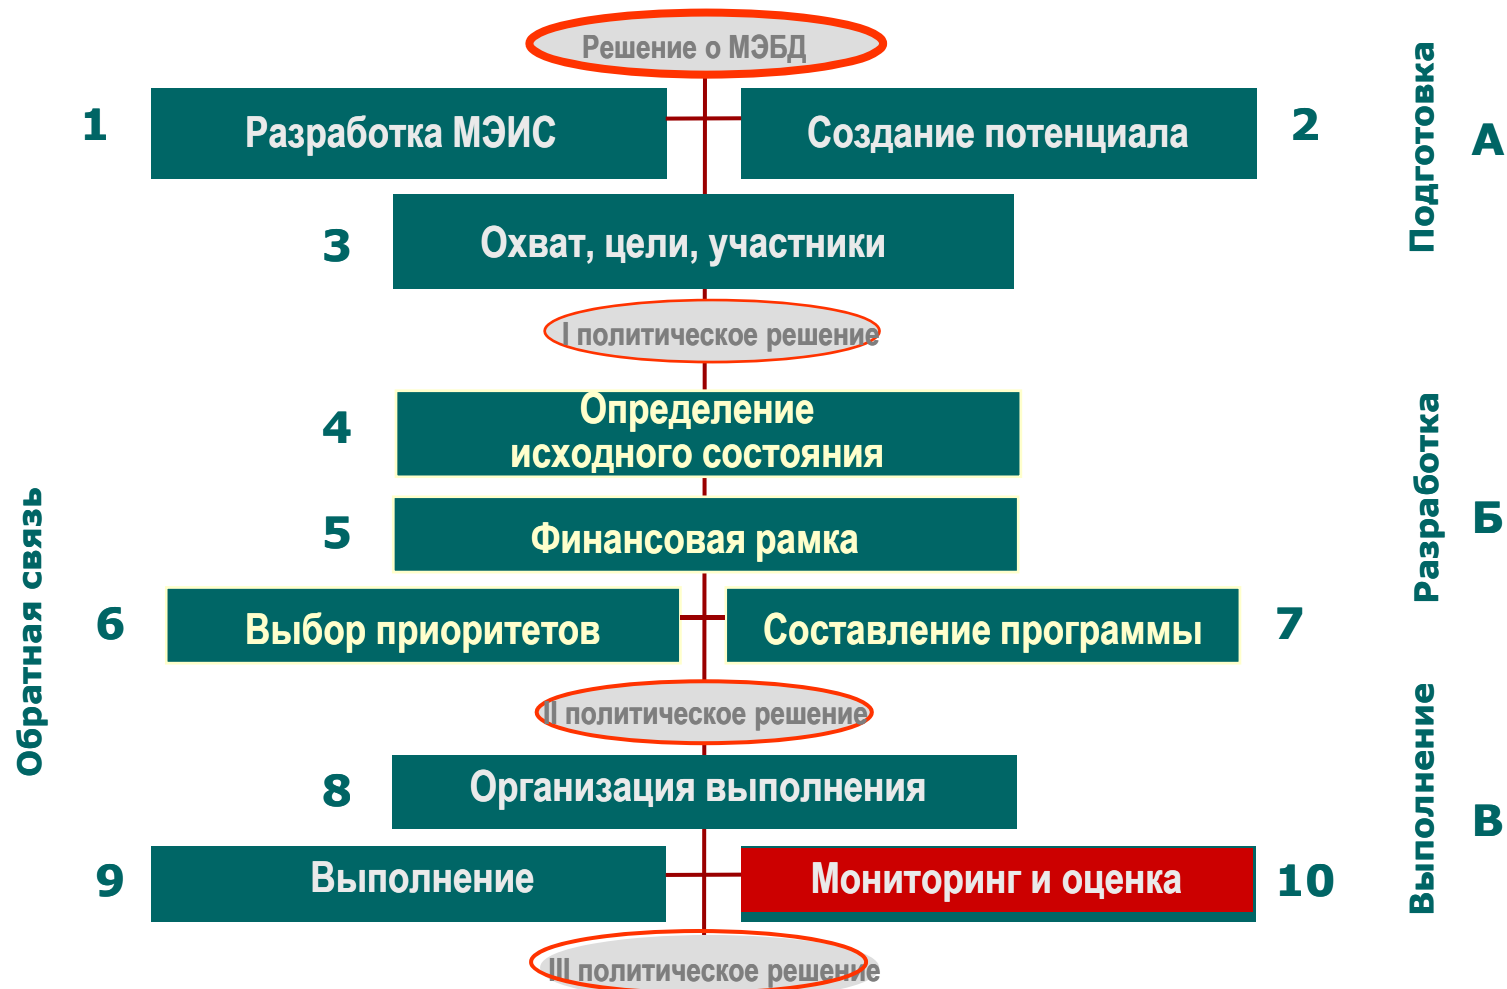 Решение о МЭБД
1
Разработка МЭИС
Создание потенциала
2
3
Охват, цели, участники
Подготовка
А
I политическое решение
4
Определение
исходного состояния
5
Финансовая рамка
6
Выбор приоритетов
Составление программы
7
Разработка
Б
Обратная связь
II политическое решение
8
Организация выполнения
9
Выполнение
Мониторинг и оценка
10
Выполнение
В
III политическое решение